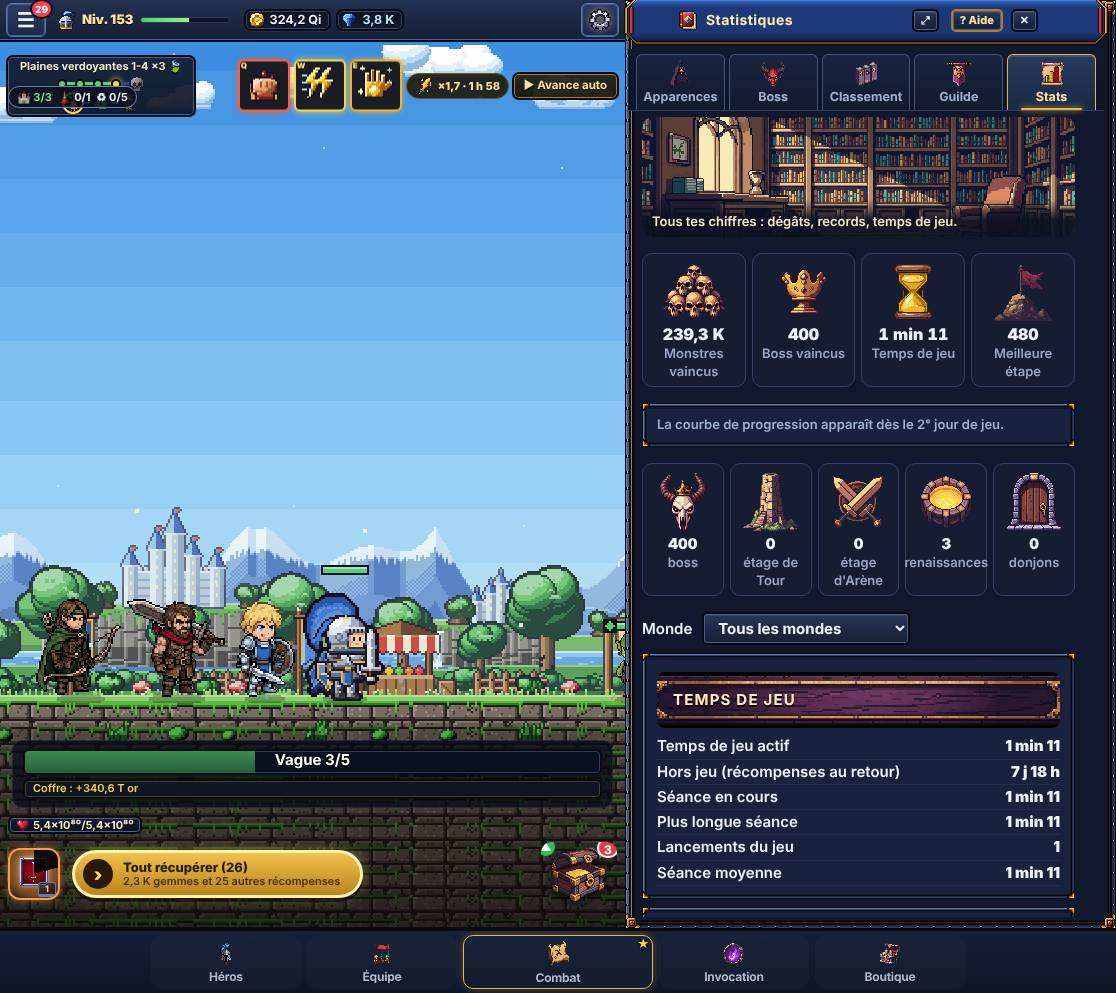 29
Niv. 153
324,2 Qi
3,8 K
Statistiques
? Aide
Plaines verdoyantes 1-4 ×3
3/3
0/1
0/5
Q
W
E
×1,7 · 1 h 58
Avance auto
Apparences
Boss
Classement
Guilde
Stats
Tous tes chiffres : dégâts, records, temps de jeu.
239,3 K
Monstres vaincus
400
Boss vaincus
1 min 11
Temps de jeu
480
Meilleure étape
La courbe de progression apparaît dès le 2ᵉ jour de jeu.
400
boss
0
étage de Tour
0
étage d'Arène
3
renaissances
0
donjons
Monde
Tous les mondes
TEMPS DE JEU
Temps de jeu actif 1 min 11
Hors jeu (récompenses au retour) 7 j 18 h
Séance en cours 1 min 11
Plus longue séance 1 min 11
Lancements du jeu 1
Séance moyenne 1 min 11
Vague 3/5
Coffre : +340,6 T or
5,4×10⁸⁰/5,4×10⁸⁰
1
Tout récupérer (26)
2,3 K gemmes et 25 autres récompenses
3
Héros
Équipe
Combat
Invocation
Boutique